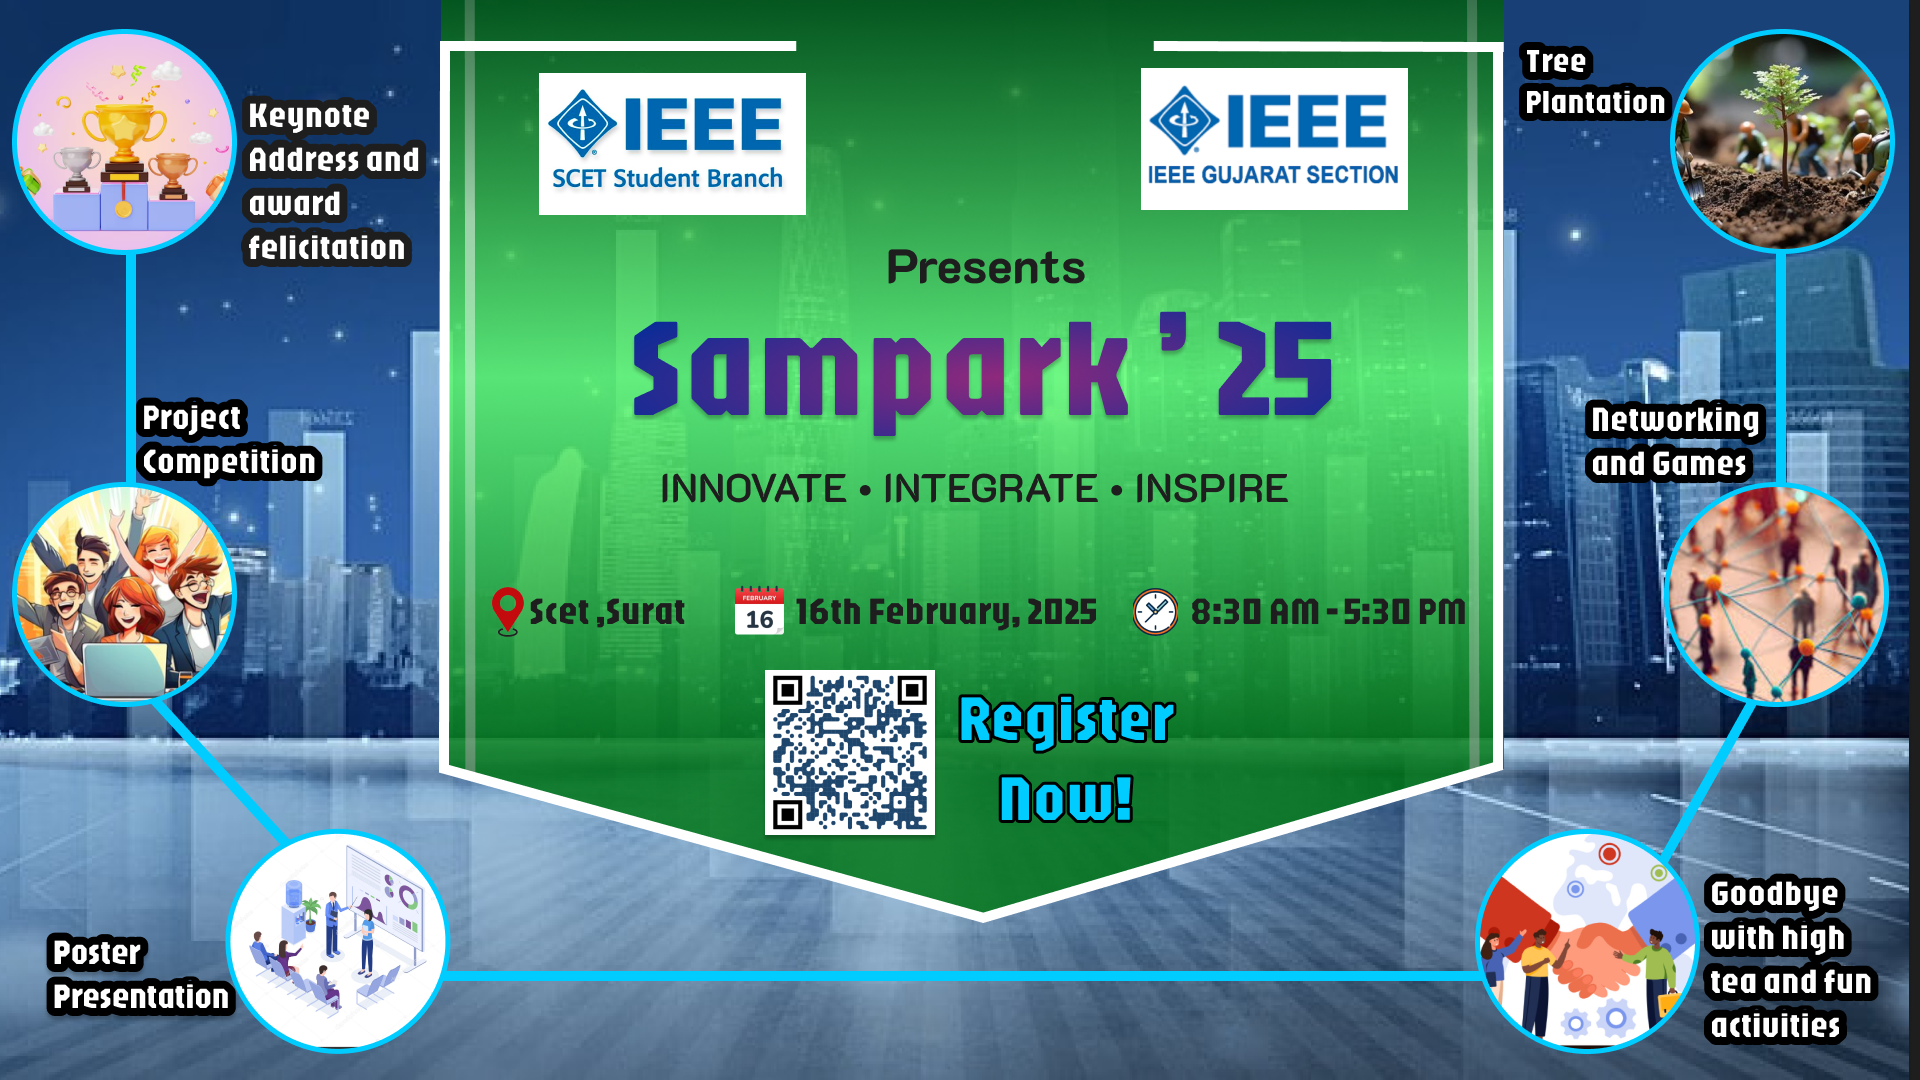 IEEE
SCET Student Branch
IEEE
IEEE GUJARAT SECTION
Presents
Sampark ' 25
INNOVATE • INTEGRATE • INSPIRE
Scet ,Surat
FEBRUARY
16
16th February, 2025
8:30 AM - 5:30 PM
Register
Now!
Keynote
Address and
award
felicitation
Project
Competition
Poster
Presentation
Tree
Plantation
Networking
and Games
Goodbye
with high
tea and fun
activities